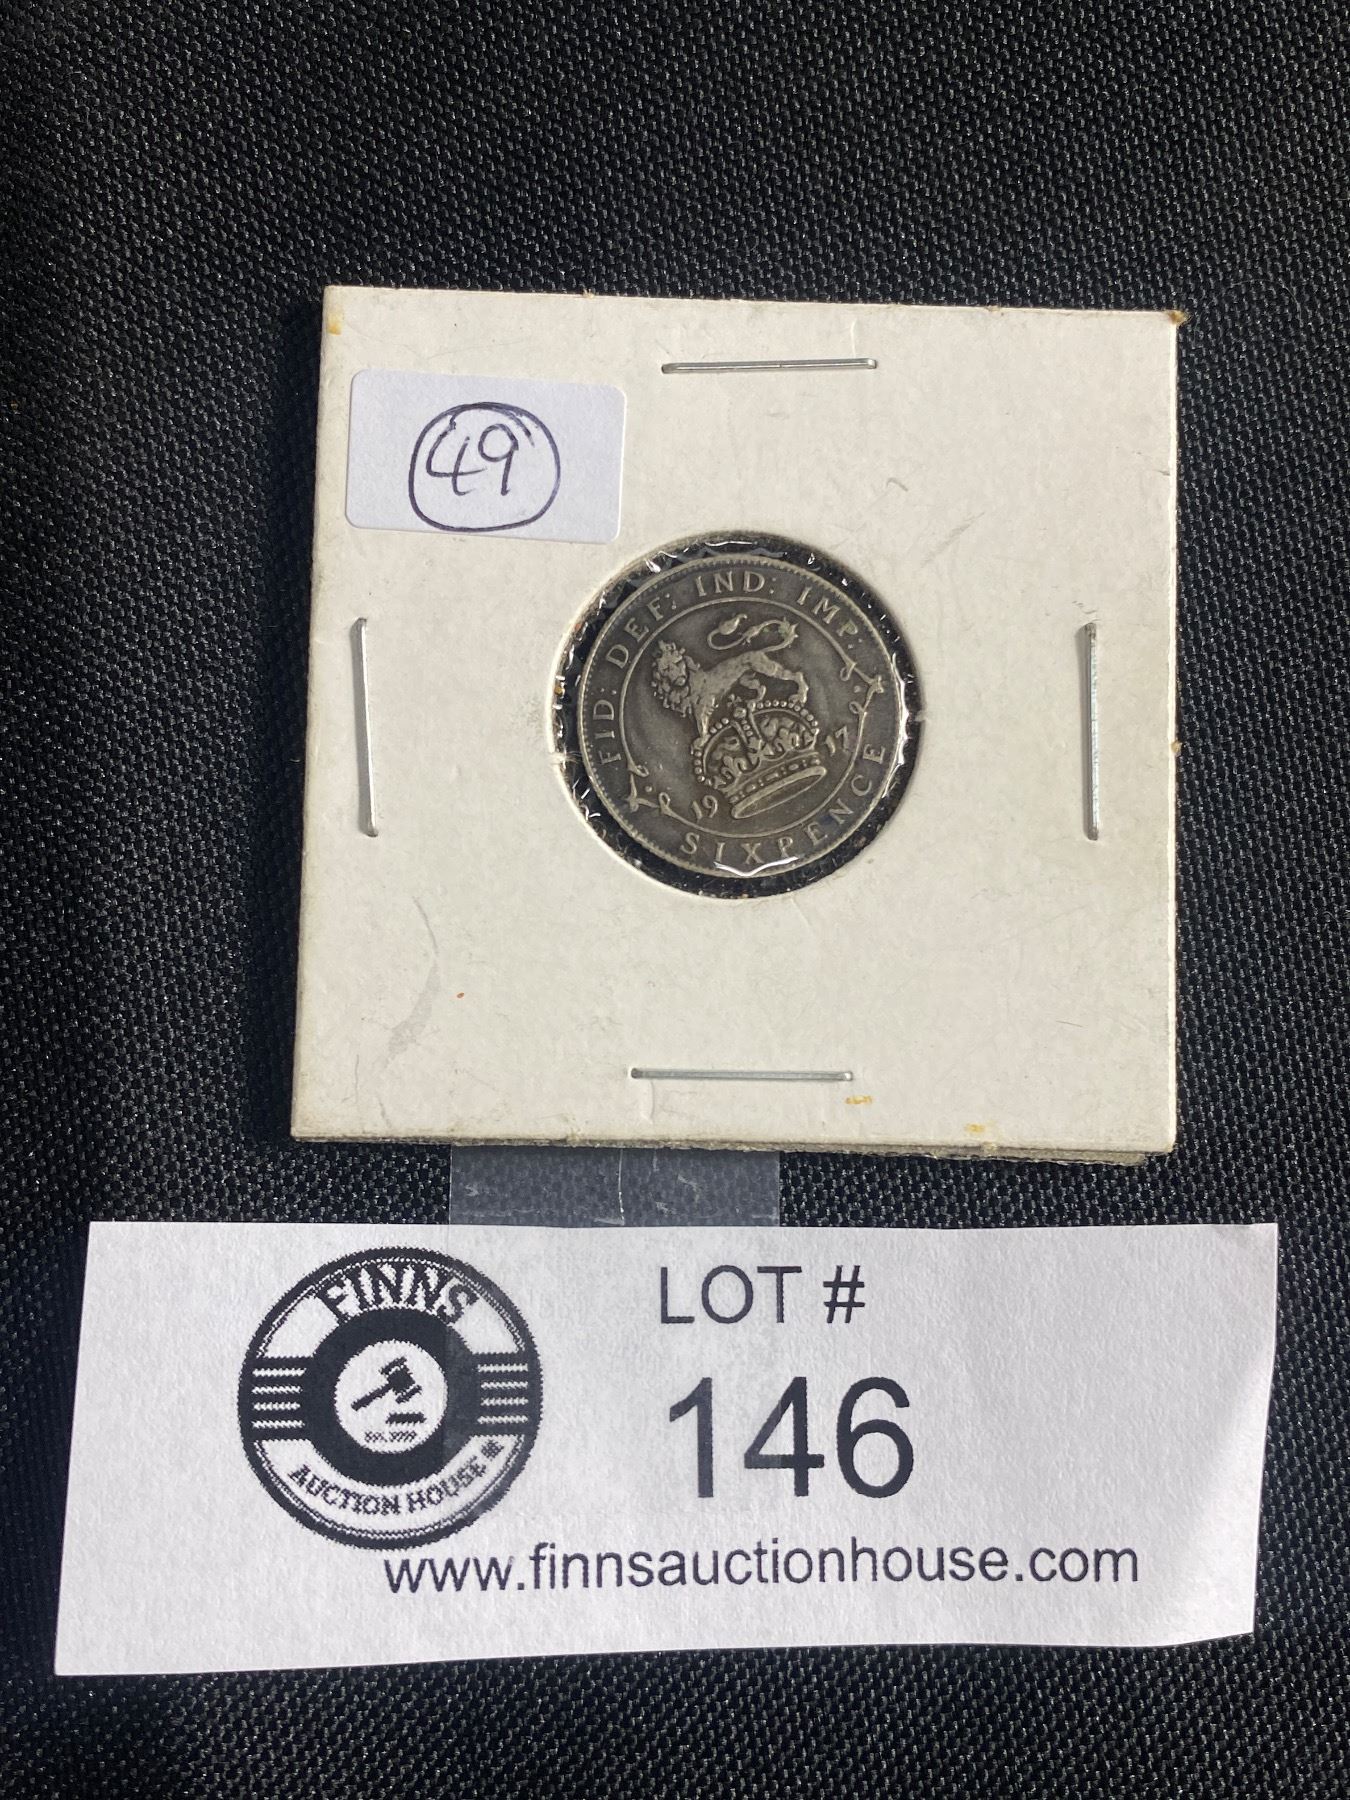 49
FID: DEF: IND: IMP:
19 17
SIXPENCE
FINNS
AUCTION HOUSE
LOT #
146
www.finnsauctionhouse.com